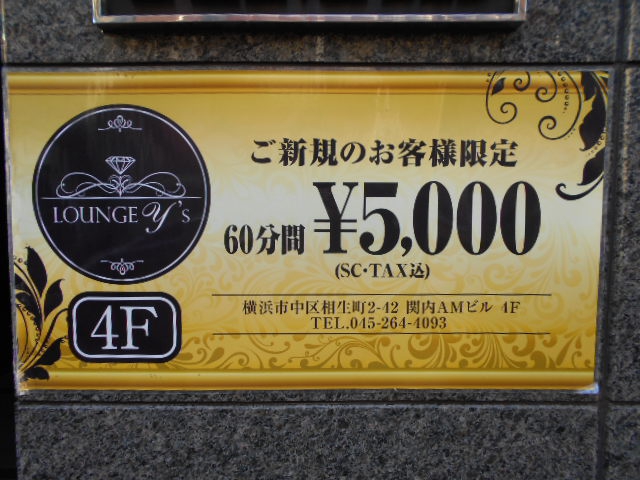 LOUNGE Y's
4F
ご新規のお客様限定
60分間 ¥5,000
(SC・TAX込)
横浜市中区相生町2-42 関内AMビル 4F
TEL.045-264-4093